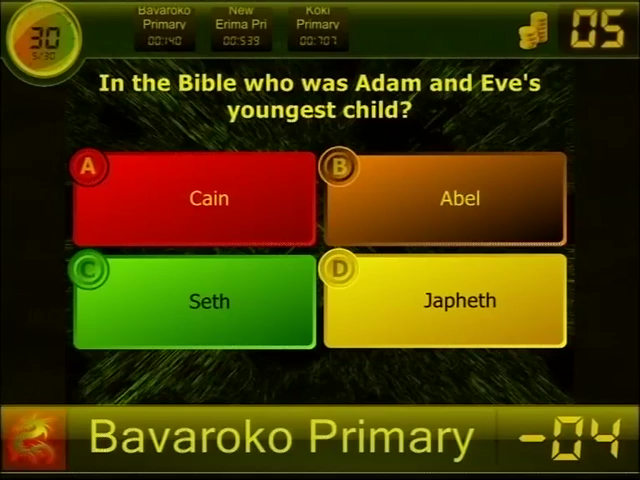 30
5/30
Bavaroko
Primary
00:140
New
Erima Pri
00:539
Koki
Primary
00:707
05
In the Bible who was Adam and Eve's
youngest child?
A
Cain
B
Abel
C
Seth
D
Japheth
Bavaroko Primary
-04